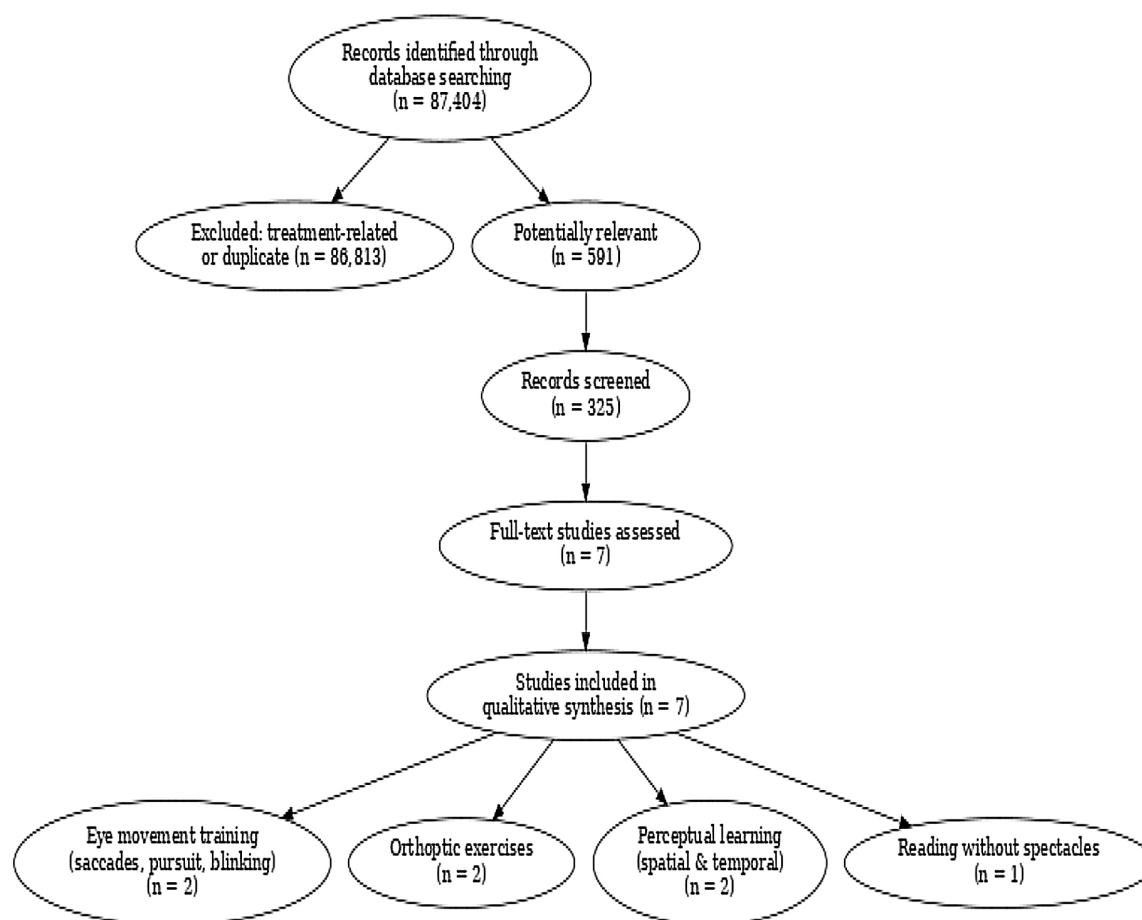 Records identified through
database searching
(n = 87,404)
Excluded: treatment-related
or duplicate (n = 86,813)
Potentially relevant
(n = 591)
Records screened
(n = 325)
Full-text studies assessed
(n = 7)
Studies included in
qualitative synthesis (n = 7)
Eye movement training
(saccades, pursuit, blinking)
(n = 2)
Orthoptic exercises
(n = 2)
Perceptual learning
(spatial & temporal)
(n = 2)
Reading without spectacles
(n = 1)